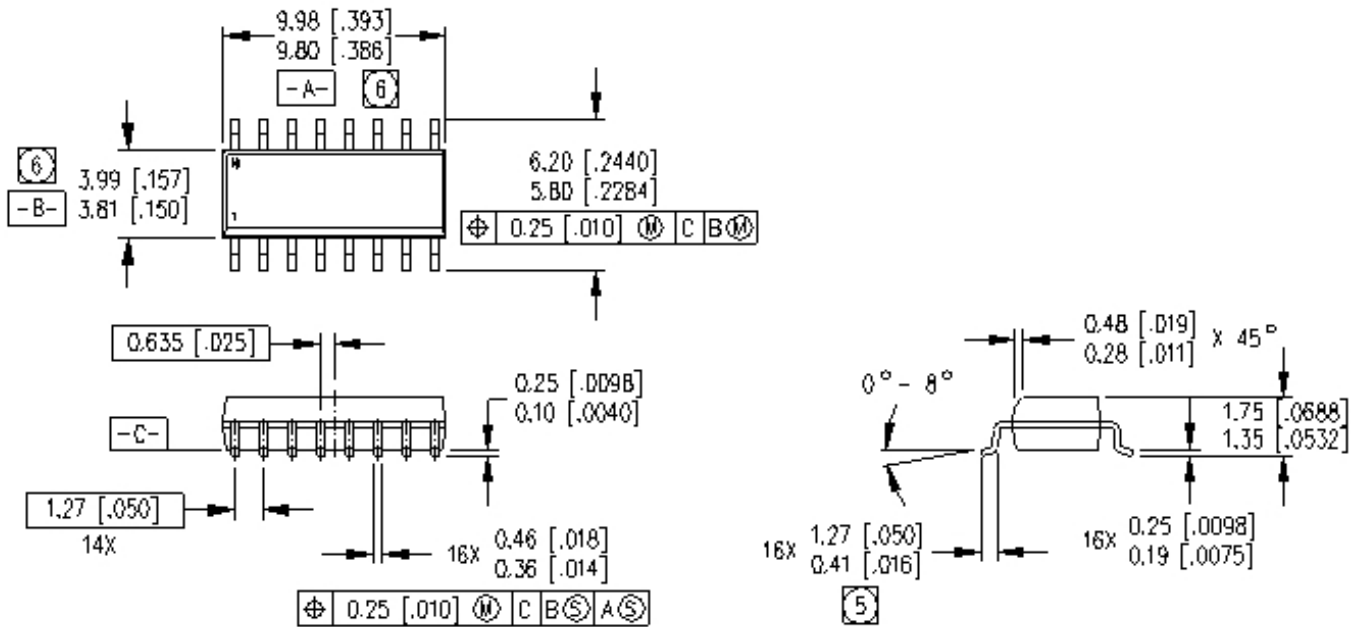 9.98 [.393]
9.80 [.386]
-A- 6
6
3.99 [.157]
-B- 3.81 [.150]
N
1
6.20 [.2440]
5.80 [.2284]
⌖ 0.25 [.010] Ⓜ C BⓂ
0.635 [.025]
0.25 [.0098]
0.10 [.0040]
-C-
1.27 [.050]
14X
16X 0.46 [.018]
0.36 [.014]
⌖ 0.25 [.010] Ⓜ C BⓈ AⓈ
0.48 [.019]
0.28 [.011] X 45°
0° - 8°
1.75 [.0688]
1.35 [.0532]
16X 1.27 [.050]
0.41 [.016]
5
16X 0.25 [.0098]
0.19 [.0075]